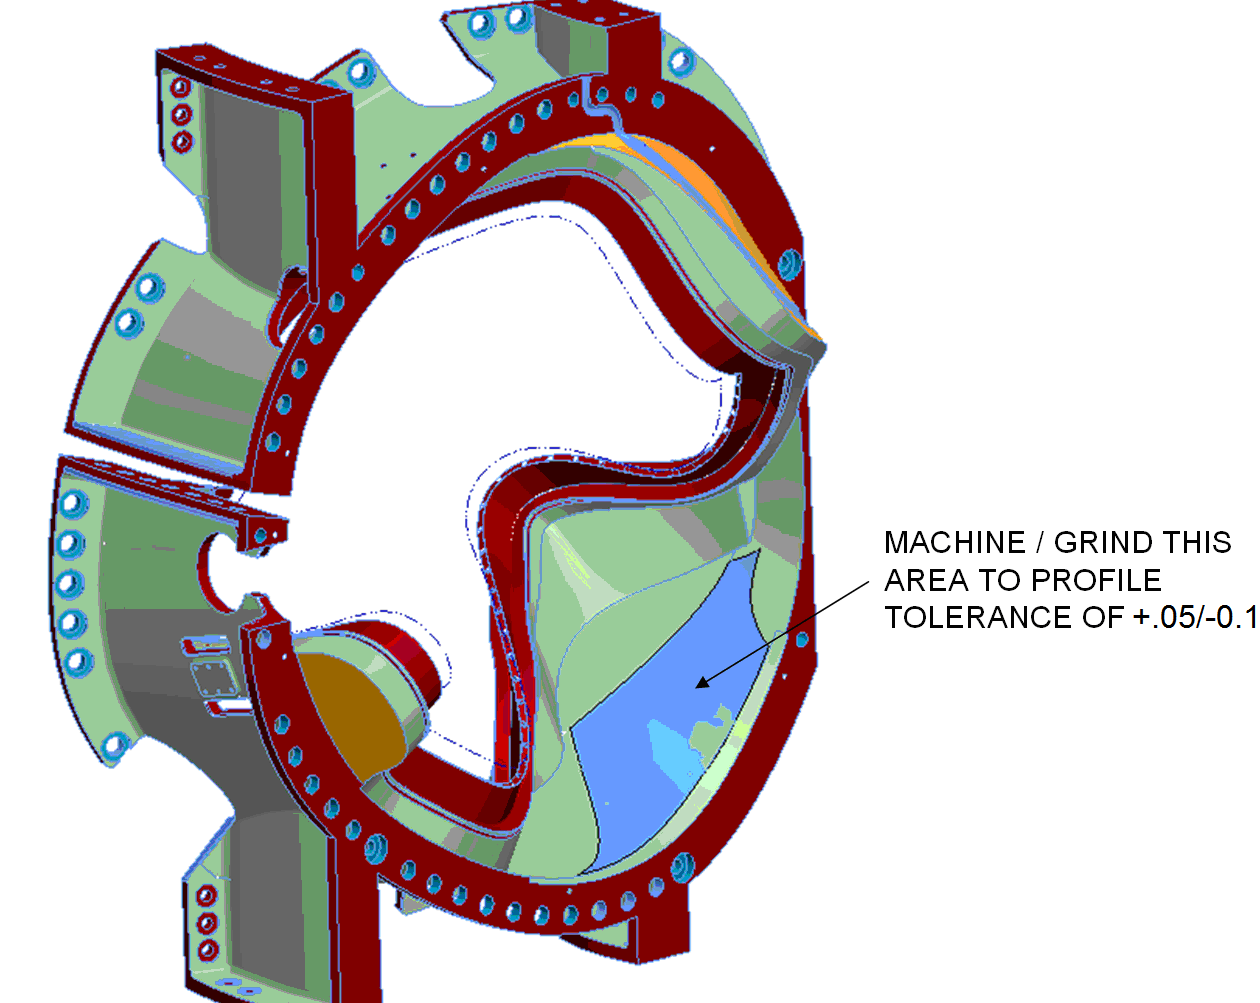 MACHINE / GRIND THIS
AREA TO PROFILE
TOLERANCE OF +.05/-0.1